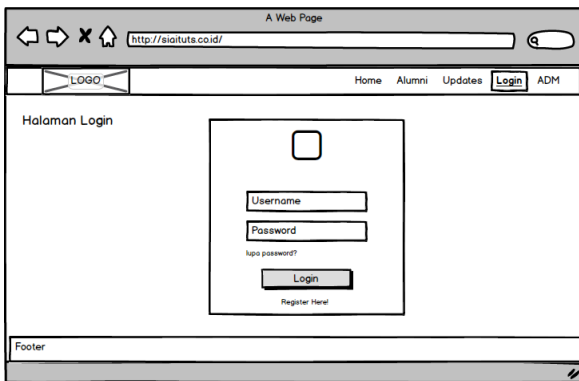 A Web Page
http://siaituts.co.id/
LOGO
Home Alumni Updates Login ADM
Halaman Login
Username
Password
lupa password?
Login
Register Here!
Footer